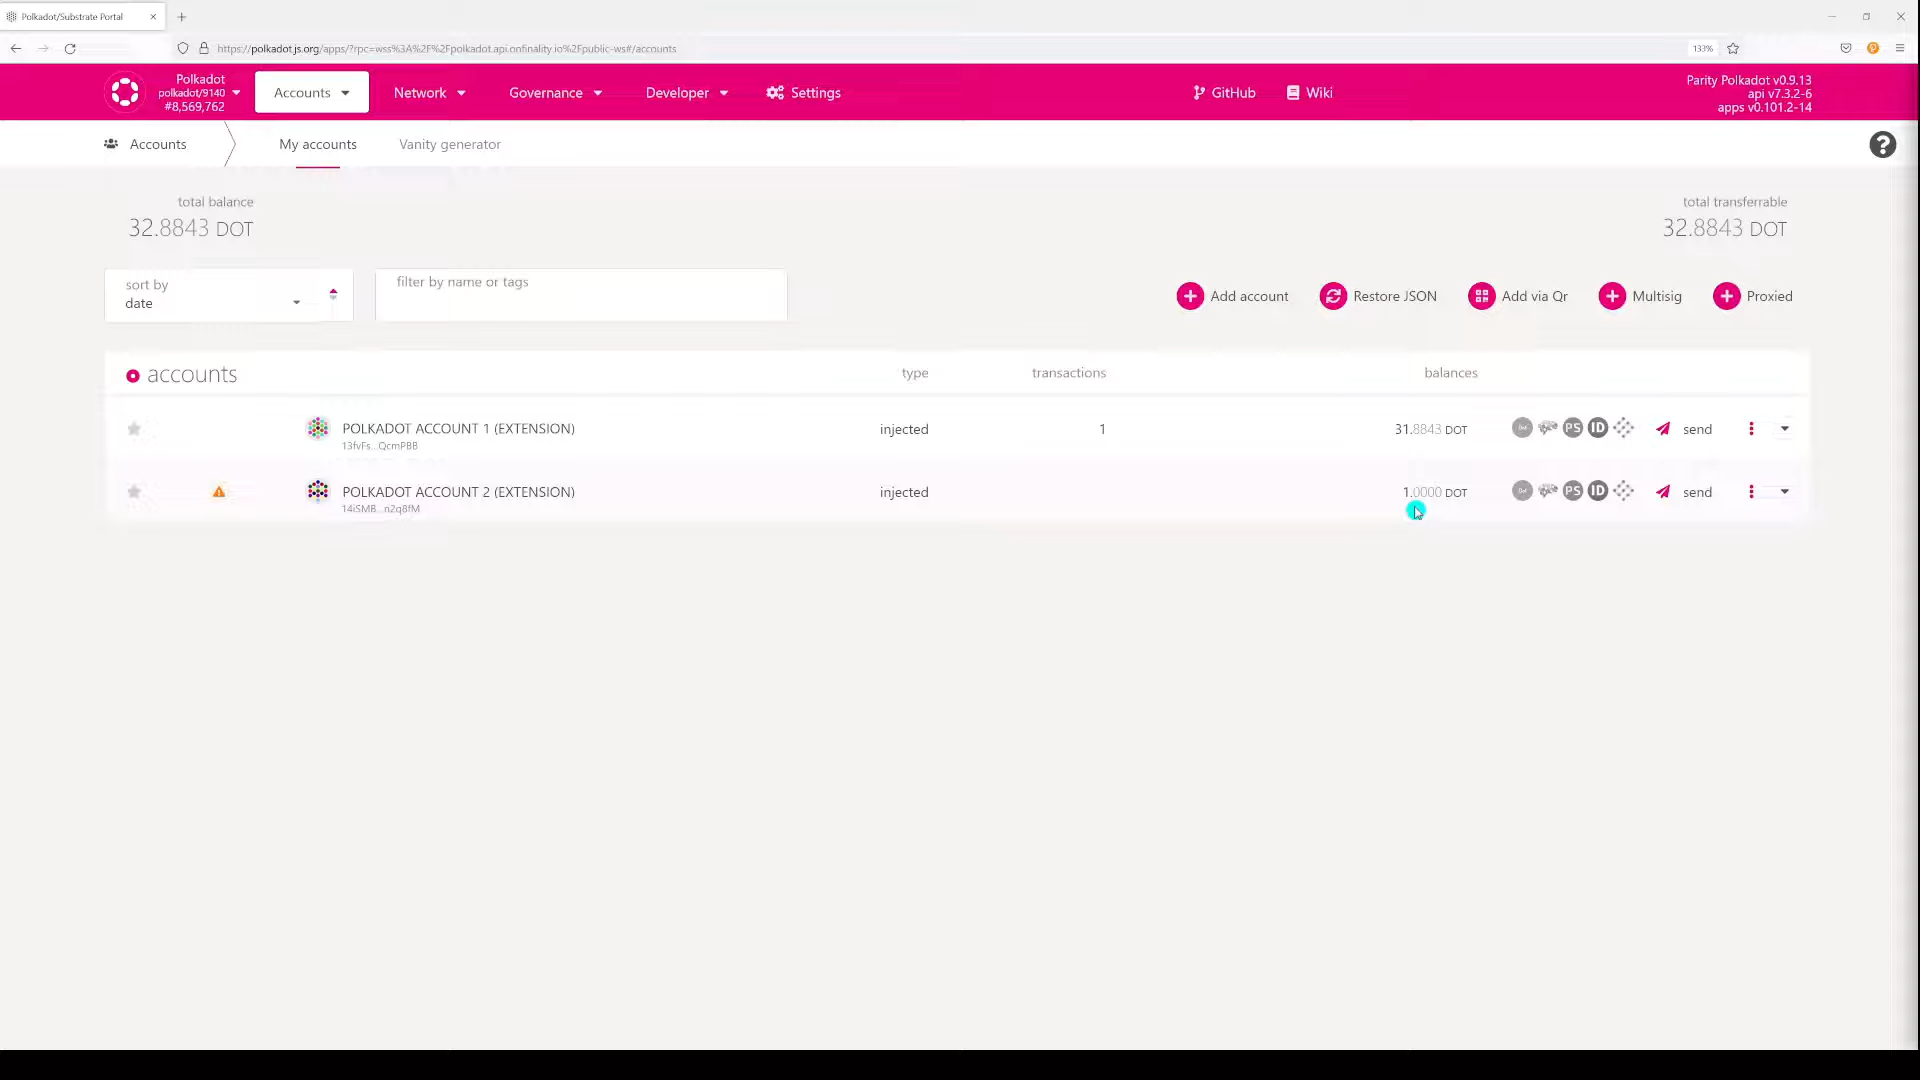 Polkadot/Substrate Portal
https://polkadot.js.org/apps/?rpc=wss%3A%2F%2Fpolkadot.api.onfinality.io%2Fpublic-ws#/accounts
133%
Polkadot
polkadot/9140
#8,569,762
Accounts
Network
Governance
Developer
Settings
GitHub
Wiki
Parity Polkadot v0.9.13
api v7.3.2-6
apps v0.101.2-14
Accounts
My accounts
Vanity generator
?
total balance
32.8843 DOT
total transferrable
32.8843 DOT
sort by
date
filter by name or tags
Add account
Restore JSON
Add via Qr
Multisig
Proxied
accounts
type
transactions
balances
POLKADOT ACCOUNT 1 (EXTENSION)
13fvFs...QcmPBB
injected
1
31.8843 DOT
PS
ID
send
POLKADOT ACCOUNT 2 (EXTENSION)
14iSMB...n2q8fM
injected
1.0000 DOT
PS
ID
send